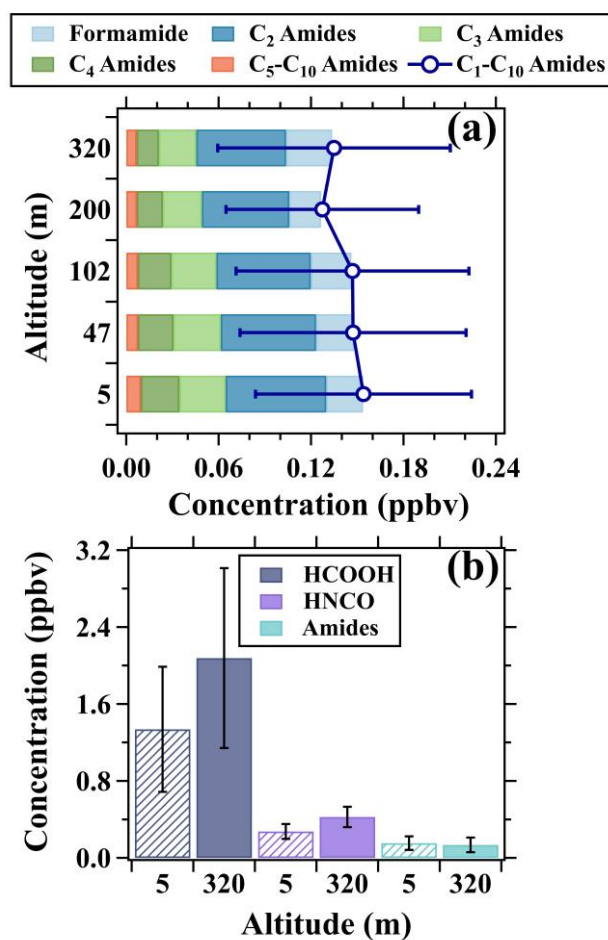 Formamide C₂ Amides C₃ Amides
C₄ Amides C₅-C₁₀ Amides C₁-C₁₀ Amides
(a)
320
200
102
47
5
Altitude (m)
0.00 0.06 0.12 0.18 0.24
Concentration (ppbv)
(b)
HCOOH
HNCO
Amides
3.2
2.4
1.6
0.8
0.0
Concentration (ppbv)
5 320 5 320 5 320
Altitude (m)